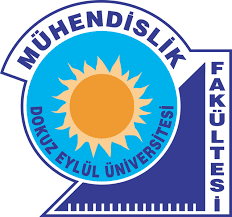 MÜHENDİSLİK
FAKÜLTESİ
DOKUZ EYLÜL ÜNİVERSİTESİ